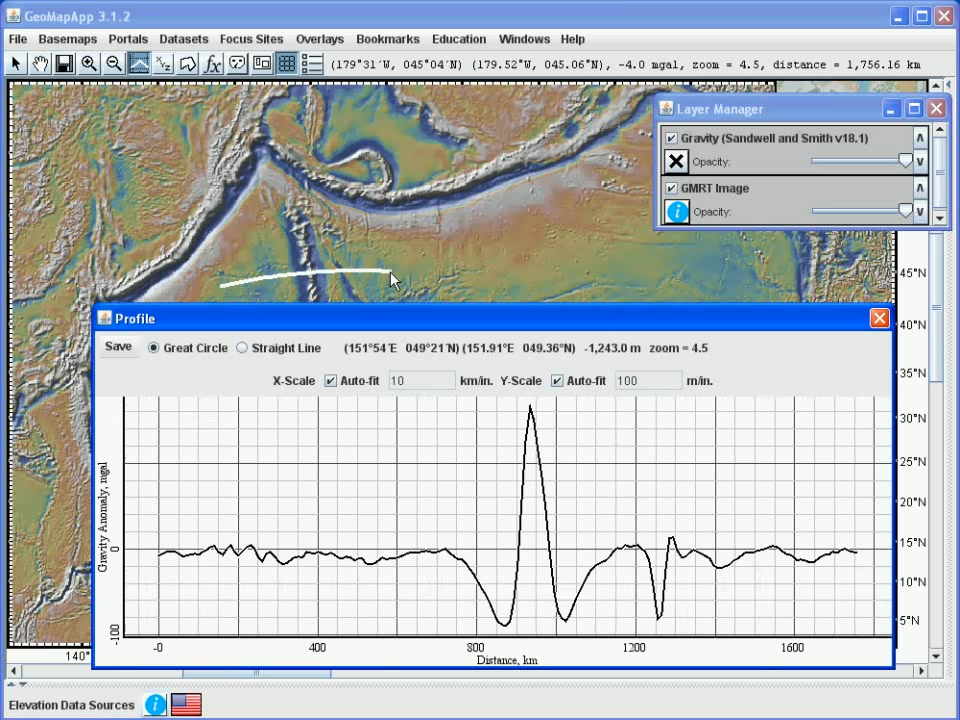 GeoMapApp 3.1.2
File Basemaps Portals Datasets Focus Sites Overlays Bookmarks Education Windows Help
(179°31´W, 045°04´N) (179.52°W, 045.06°N), -4.0 mgal, zoom = 4.5, distance = 1,756.16 km
Layer Manager
Gravity (Sandwell and Smith v18.1)
Opacity:
GMRT Image
Opacity:
45°N
Profile
40°N
Save Great Circle Straight Line (151°54´E 049°21´N) (151.91°E 049.36°N) -1,243.0 m zoom = 4.5
35°N
X-Scale Auto-fit 10 km/in. Y-Scale Auto-fit 100 m/in.
30°N
25°N
20°N
Gravity Anomaly, mgal
0
15°N
10°N
5°N
-100
-0 400 800 1200 1600
140°
Distance, km
Elevation Data Sources